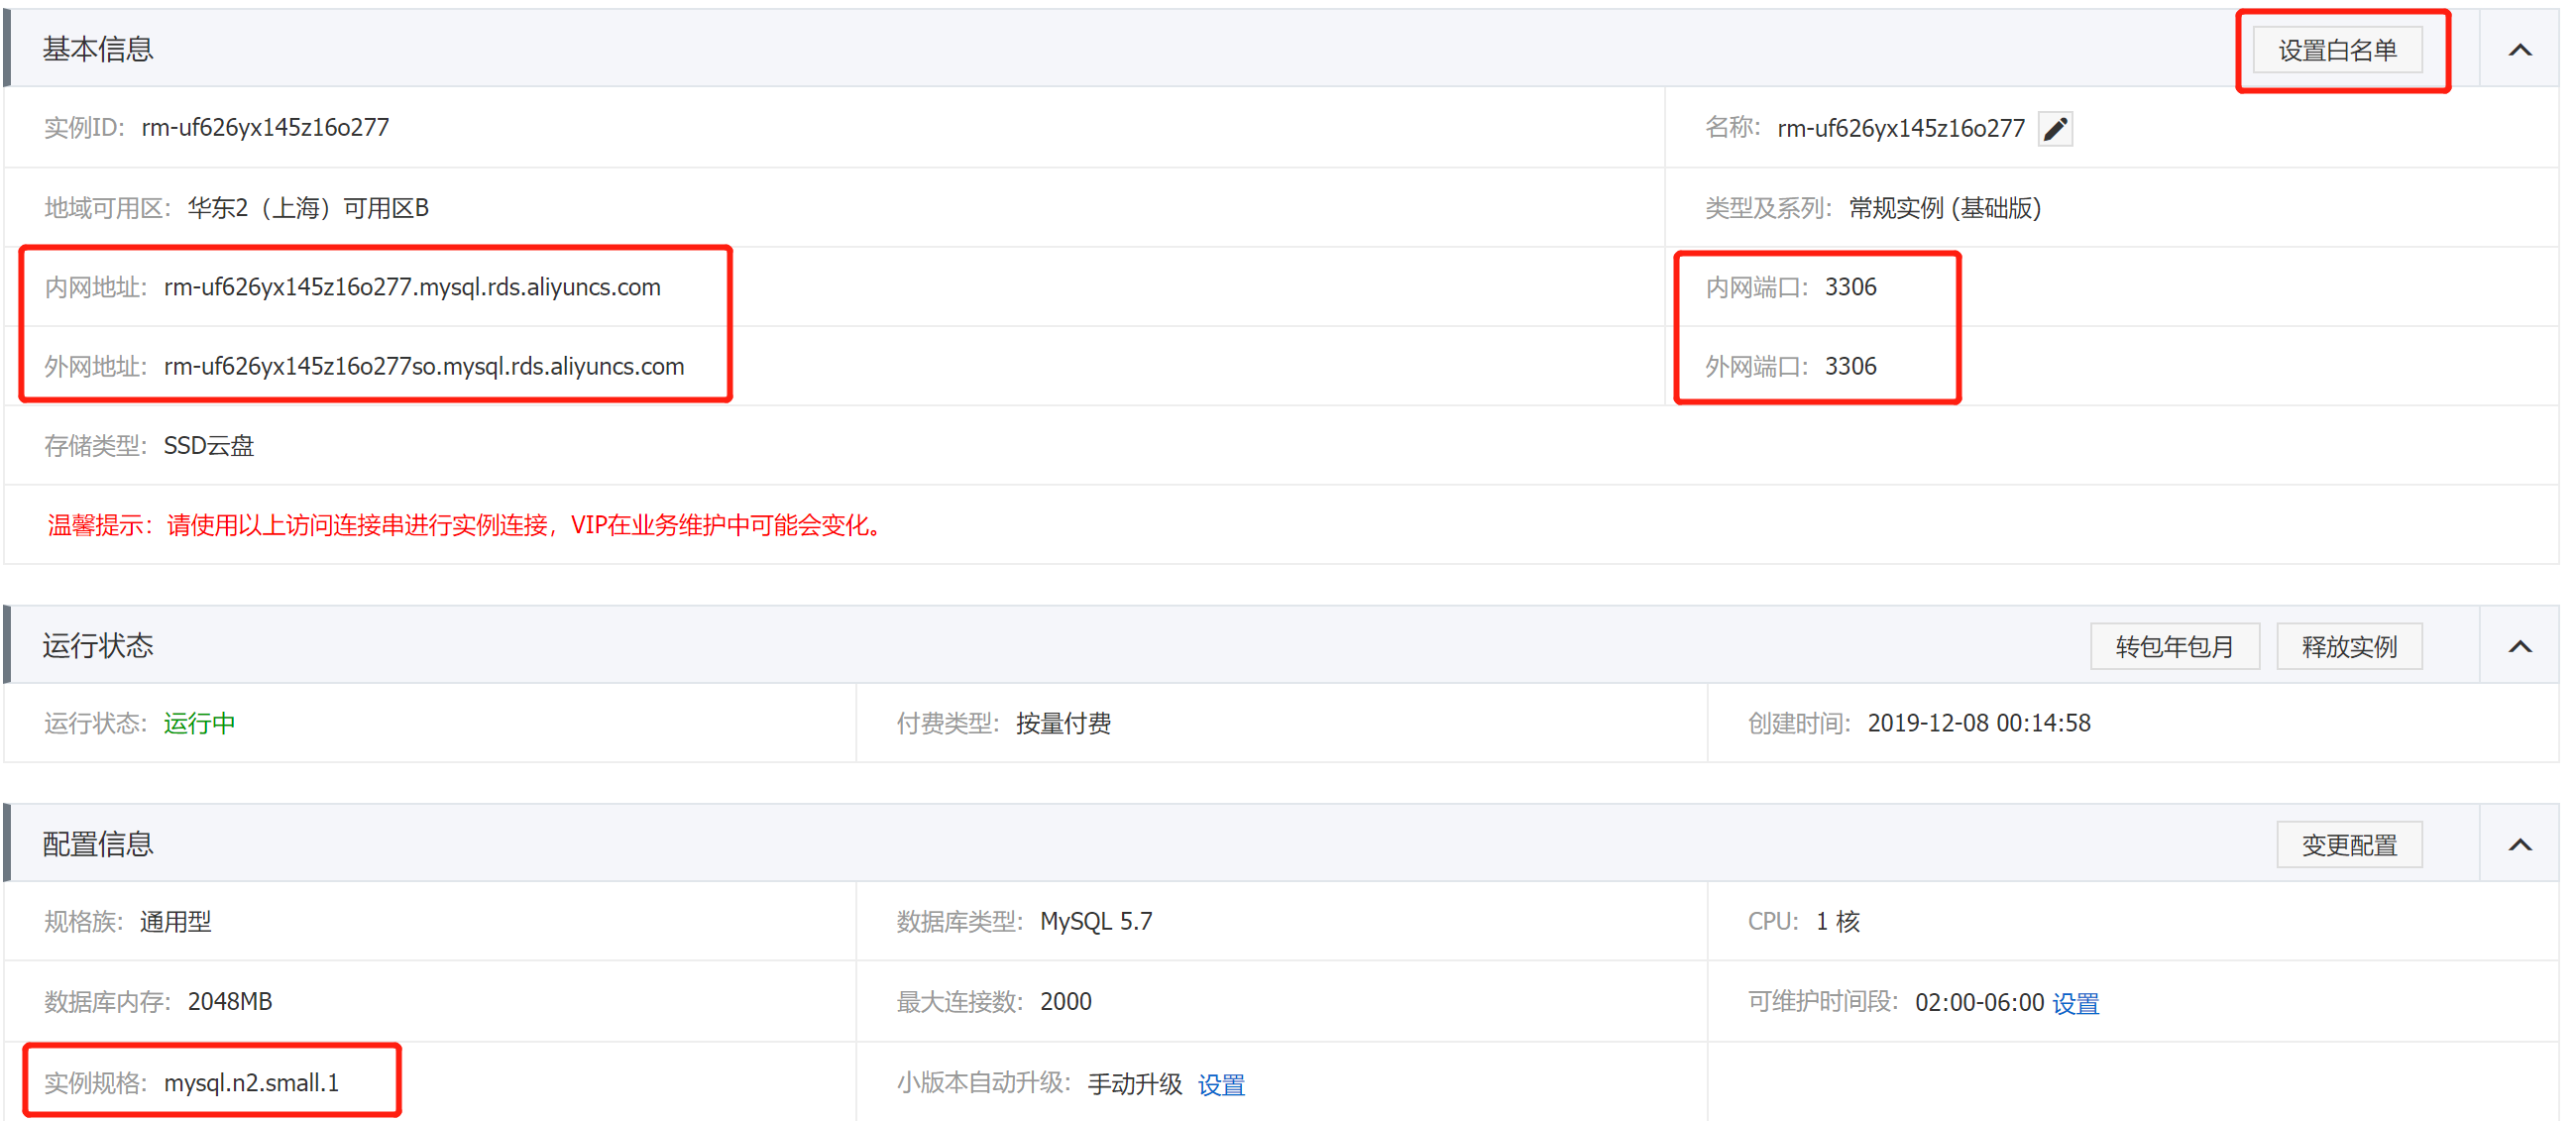 基本信息 设置白名单
实例ID: rm-uf626yx145z16o277 名称: rm-uf626yx145z16o277
地域可用区: 华东2（上海）可用区B 类型及系列: 常规实例 (基础版)
内网地址: rm-uf626yx145z16o277.mysql.rds.aliyuncs.com 内网端口: 3306
外网地址: rm-uf626yx145z16o277so.mysql.rds.aliyuncs.com 外网端口: 3306
存储类型: SSD云盘
温馨提示：请使用以上访问连接串进行实例连接，VIP在业务维护中可能会变化。
运行状态 转包年包月 释放实例
运行状态: 运行中 付费类型: 按量付费 创建时间: 2019-12-08 00:14:58
配置信息 变更配置
规格族: 通用型 数据库类型: MySQL 5.7 CPU: 1 核
数据库内存: 2048MB 最大连接数: 2000 可维护时间段: 02:00-06:00 设置
实例规格: mysql.n2.small.1 小版本自动升级: 手动升级 设置